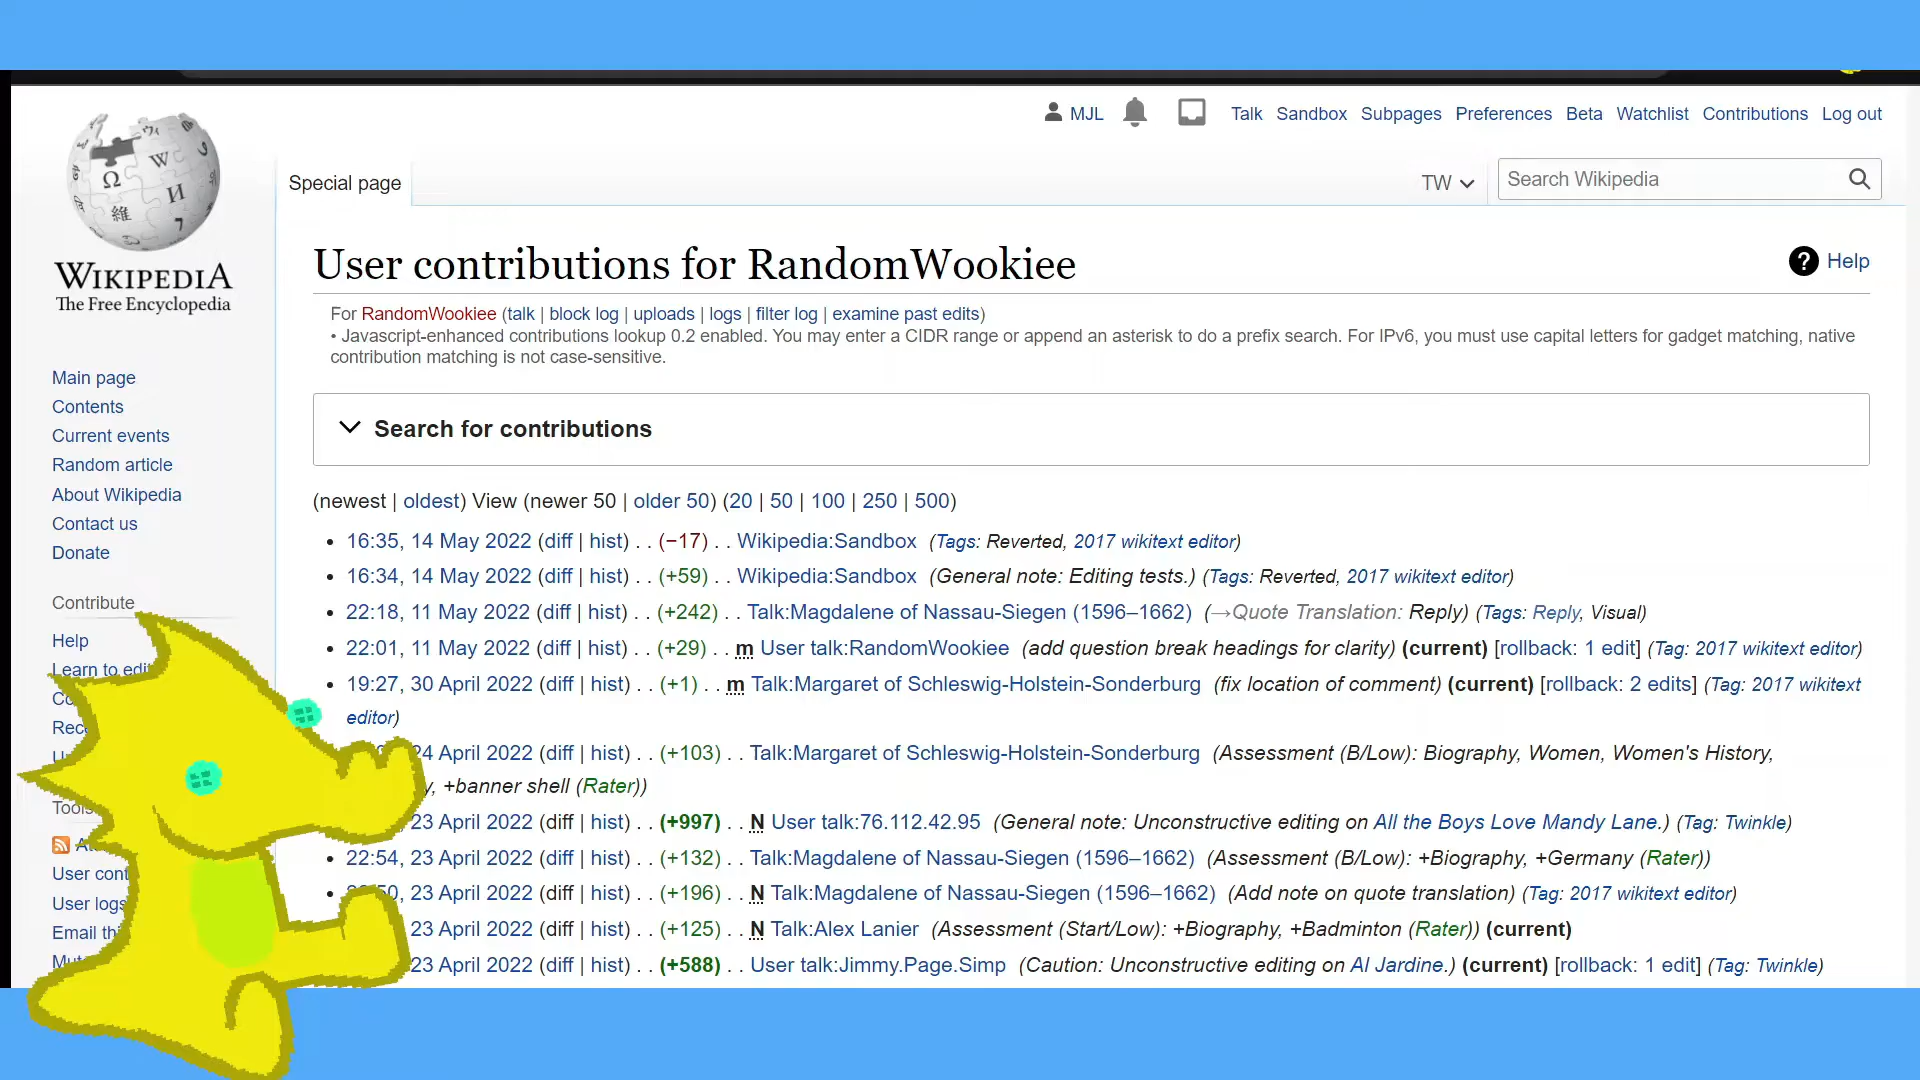 MJL Talk Sandbox Subpages Preferences Beta Watchlist Contributions Log out
WIKIPEDIA
The Free Encyclopedia
Special page
TW
Search Wikipedia
User contributions for RandomWookiee
? Help
For RandomWookiee (talk | block log | uploads | logs | filter log | examine past edits)
• Javascript-enhanced contributions lookup 0.2 enabled. You may enter a CIDR range or append an asterisk to do a prefix search. For IPv6, you must use capital letters for gadget matching, native
contribution matching is not case-sensitive.
Main page
Contents
Current events
Random article
About Wikipedia
Contact us
Donate
Contribute
Help
Learn to edit
Tools
User logs
Search for contributions
(newest | oldest) View (newer 50 | older 50) (20 | 50 | 100 | 250 | 500)
• 16:35, 14 May 2022 (diff | hist) . . (−17) . . Wikipedia:Sandbox (Tags: Reverted, 2017 wikitext editor)
• 16:34, 14 May 2022 (diff | hist) . . (+59) . . Wikipedia:Sandbox (General note: Editing tests.) (Tags: Reverted, 2017 wikitext editor)
• 22:18, 11 May 2022 (diff | hist) . . (+242) . . Talk:Magdalene of Nassau-Siegen (1596–1662) (→Quote Translation: Reply) (Tags: Reply, Visual)
• 22:01, 11 May 2022 (diff | hist) . . (+29) . . m User talk:RandomWookiee (add question break headings for clarity) (current) [rollback: 1 edit] (Tag: 2017 wikitext editor)
• 19:27, 30 April 2022 (diff | hist) . . (+1) . . m Talk:Margaret of Schleswig-Holstein-Sonderburg (fix location of comment) (current) [rollback: 2 edits] (Tag: 2017 wikitext
editor)
24 April 2022 (diff | hist) . . (+103) . . Talk:Margaret of Schleswig-Holstein-Sonderburg (Assessment (B/Low): Biography, Women, Women's History,
+banner shell (Rater))
23 April 2022 (diff | hist) . . (+997) . . N User talk:76.112.42.95 (General note: Unconstructive editing on All the Boys Love Mandy Lane.) (Tag: Twinkle)
• 22:54, 23 April 2022 (diff | hist) . . (+132) . . Talk:Magdalene of Nassau-Siegen (1596–1662) (Assessment (B/Low): +Biography, +Germany (Rater))
• 23 April 2022 (diff | hist) . . (+196) . . N Talk:Magdalene of Nassau-Siegen (1596–1662) (Add note on quote translation) (Tag: 2017 wikitext editor)
23 April 2022 (diff | hist) . . (+125) . . N Talk:Alex Lanier (Assessment (Start/Low): +Biography, +Badminton (Rater)) (current)
23 April 2022 (diff | hist) . . (+588) . . User talk:Jimmy.Page.Simp (Caution: Unconstructive editing on Al Jardine.) (current) [rollback: 1 edit] (Tag: Twinkle)